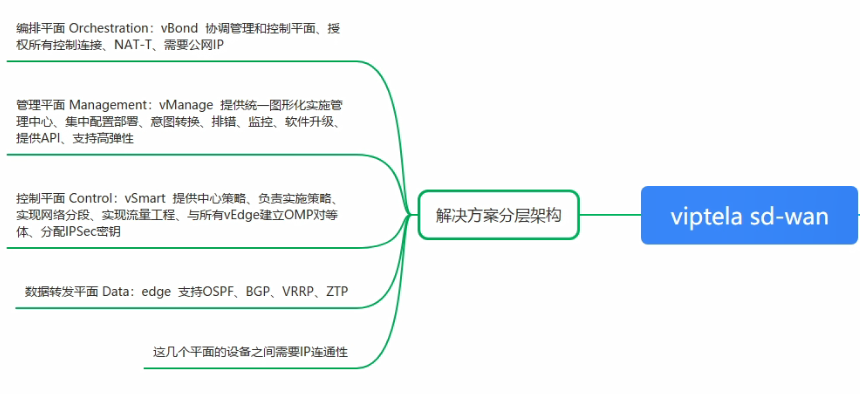 编排平面 Orchestration：vBond 协调管理和控制平面、授
权所有控制连接、NAT-T、需要公网IP
管理平面 Management：vManage 提供统一图形化实施管
理中心、集中配置部署、意图转换、排错、监控、软件升级、
提供API、支持高弹性
控制平面 Control：vSmart 提供中心策略、负责实施策略、
实现网络分段、实现流量工程、与所有vEdge建立OMP对等
体、分配IPSec密钥
数据转发平面 Data：edge 支持OSPF、BGP、VRRP、ZTP
这几个平面的设备之间需要IP连通性
解决方案分层架构
viptela sd-wan